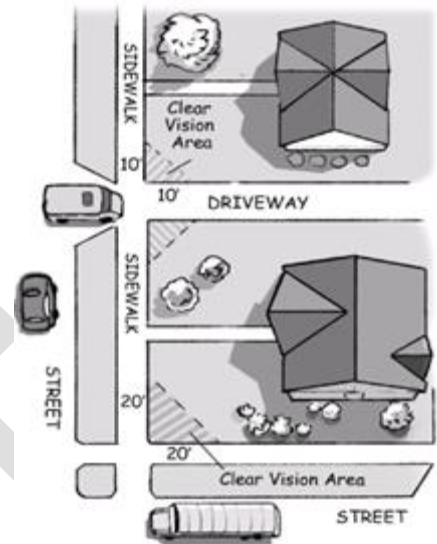 SIDEWALK
Clear
Vision
Area
10'
10'
DRIVEWAY
SIDEWALK
STREET
20'
20'
Clear Vision Area
STREET